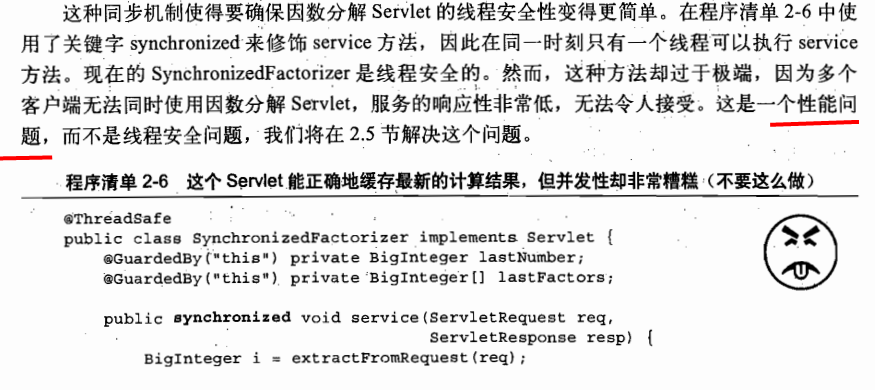 这种同步机制使得要确保因数分解 Servlet 的线程安全性变得更简单。在程序清单 2-6 中使
用了关键字 synchronized 来修饰 service 方法，因此在同一时刻只有一个线程可以执行 service
方法。现在的 SynchronizedFactorizer 是线程安全的。然而，这种方法却过于极端，因为多个
客户端无法同时使用因数分解 Servlet，服务的响应性非常低，无法令人接受。这是一个性能问
题，而不是线程安全问题，我们将在 2.5 节解决这个问题。
程序清单 2-6 这个 Servlet 能正确地缓存最新的计算结果，但并发性却非常糟糕（不要这么做）
@ThreadSafe
public class SynchronizedFactorizer implements Servlet {
@GuardedBy("this") private BigInteger lastNumber;
@GuardedBy("this") private BigInteger[] lastFactors;
public synchronized void service(ServletRequest req,
ServletResponse resp) {
BigInteger i = extractFromRequest(req);